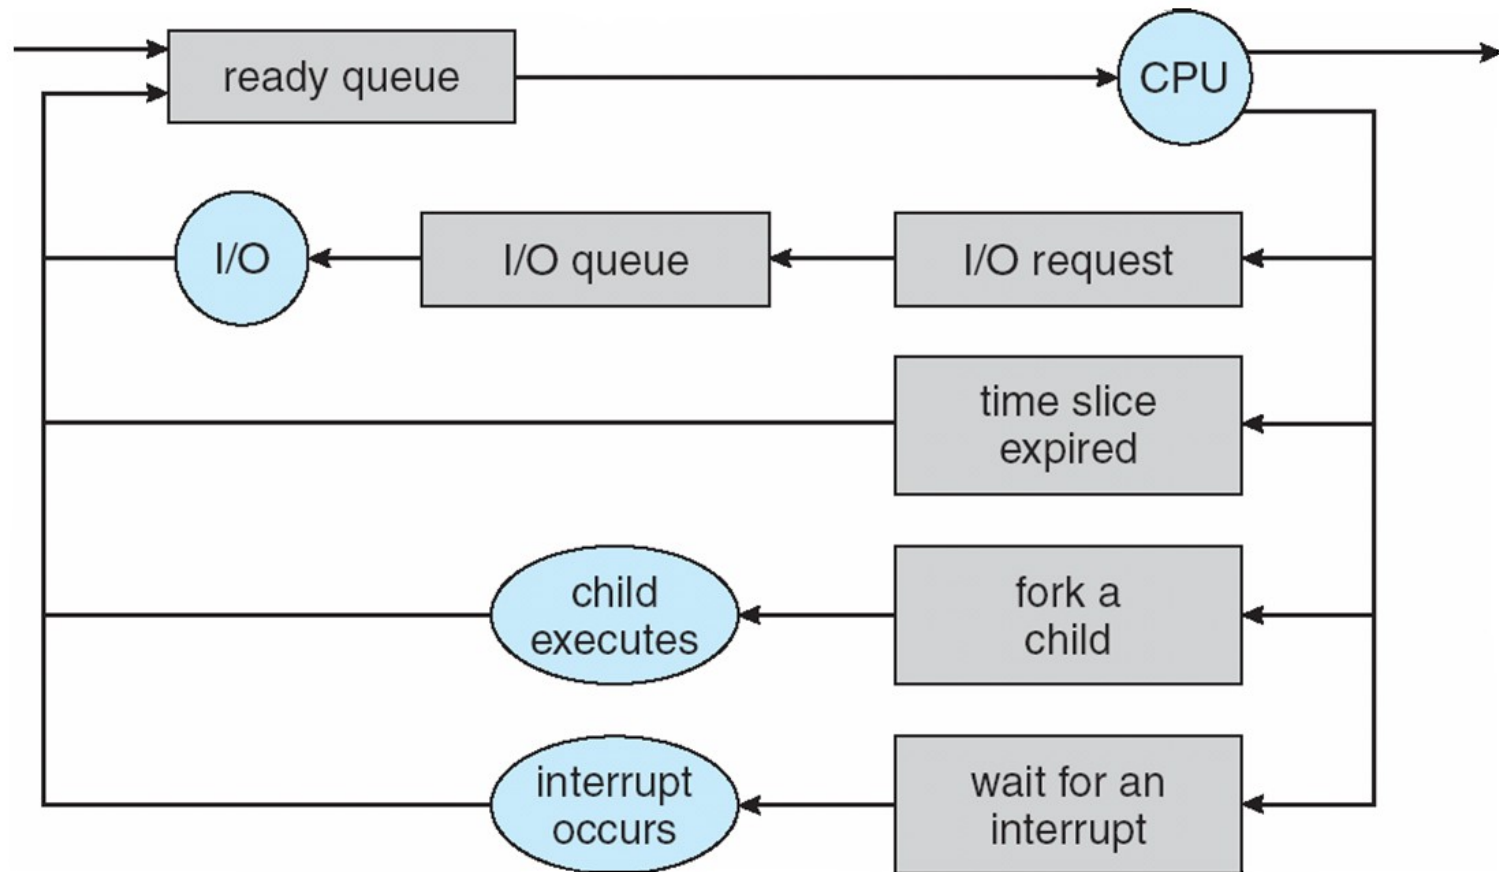 ready queue
CPU
I/O
I/O queue
I/O request
time slice
expired
child
executes
fork a
child
interrupt
occurs
wait for an
interrupt